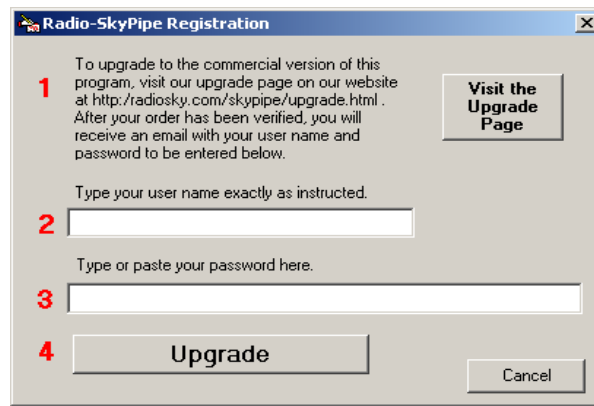 Radio-SkyPipe Registration
1
To upgrade to the commercial version of this
program, visit our upgrade page on our website
at http:/radiosky.com/skypipe/upgrade.html .
After your order has been verified, you will
receive an email with your user name and
password to be entered below.
Visit the
Upgrade
Page
Type your user name exactly as instructed.
2
Type or paste your password here.
3
4
Upgrade
Cancel